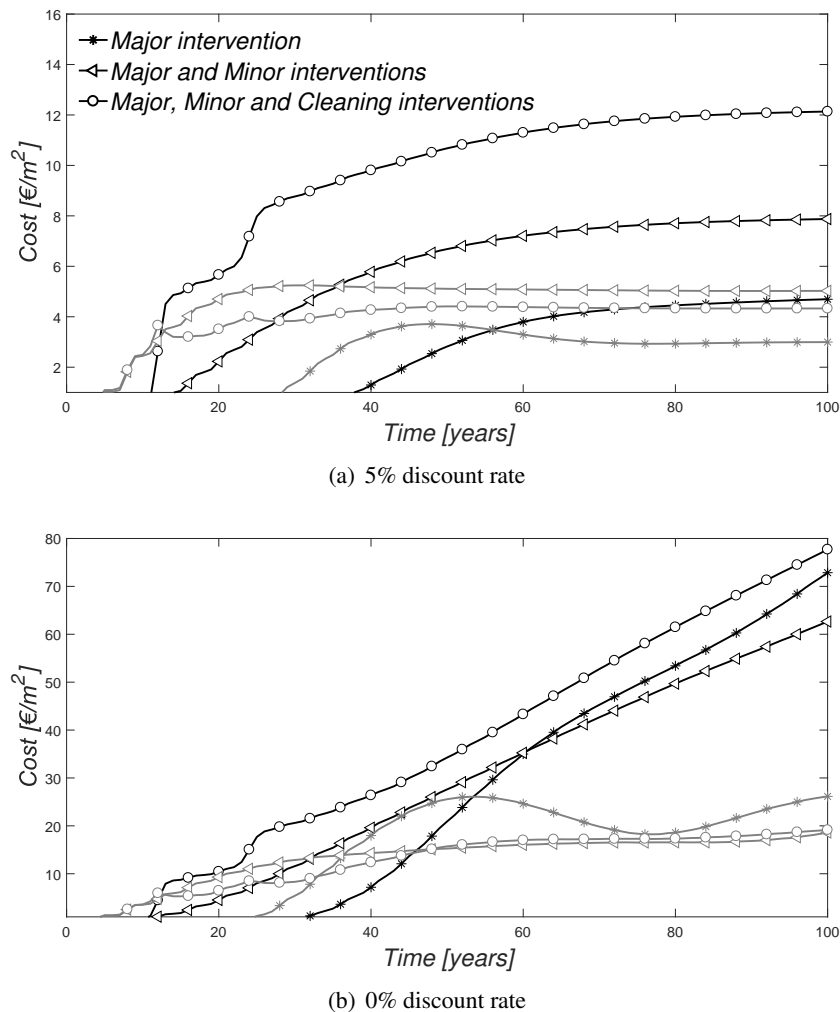 16
14
12
10
8
6
4
2
Cost [€/m²]
Major intervention
Major and Minor interventions
Major, Minor and Cleaning interventions
0 20 40 60 80 100
Time [years]
(a) 5% discount rate
80
70
60
50
40
30
20
10
Cost [€/m²]
0 20 40 60 80 100
Time [years]
(b) 0% discount rate